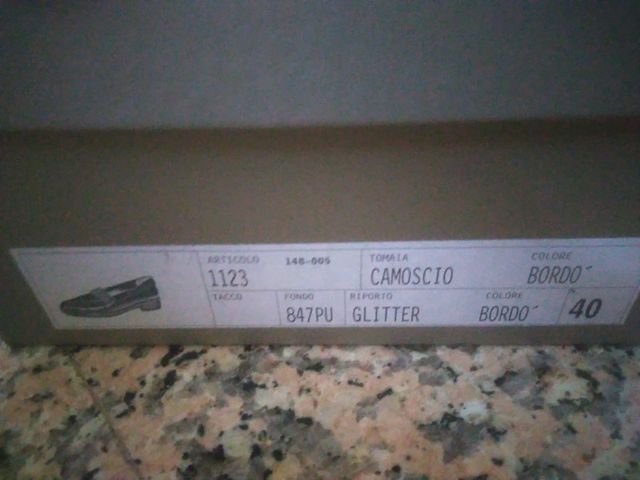 ARTICOLO 148-005 TOMAIA COLORE
1123 CAMOSCIO BORDO´
TACCO FONDO RIPORTO COLORE
847PU GLITTER BORDO´ 40